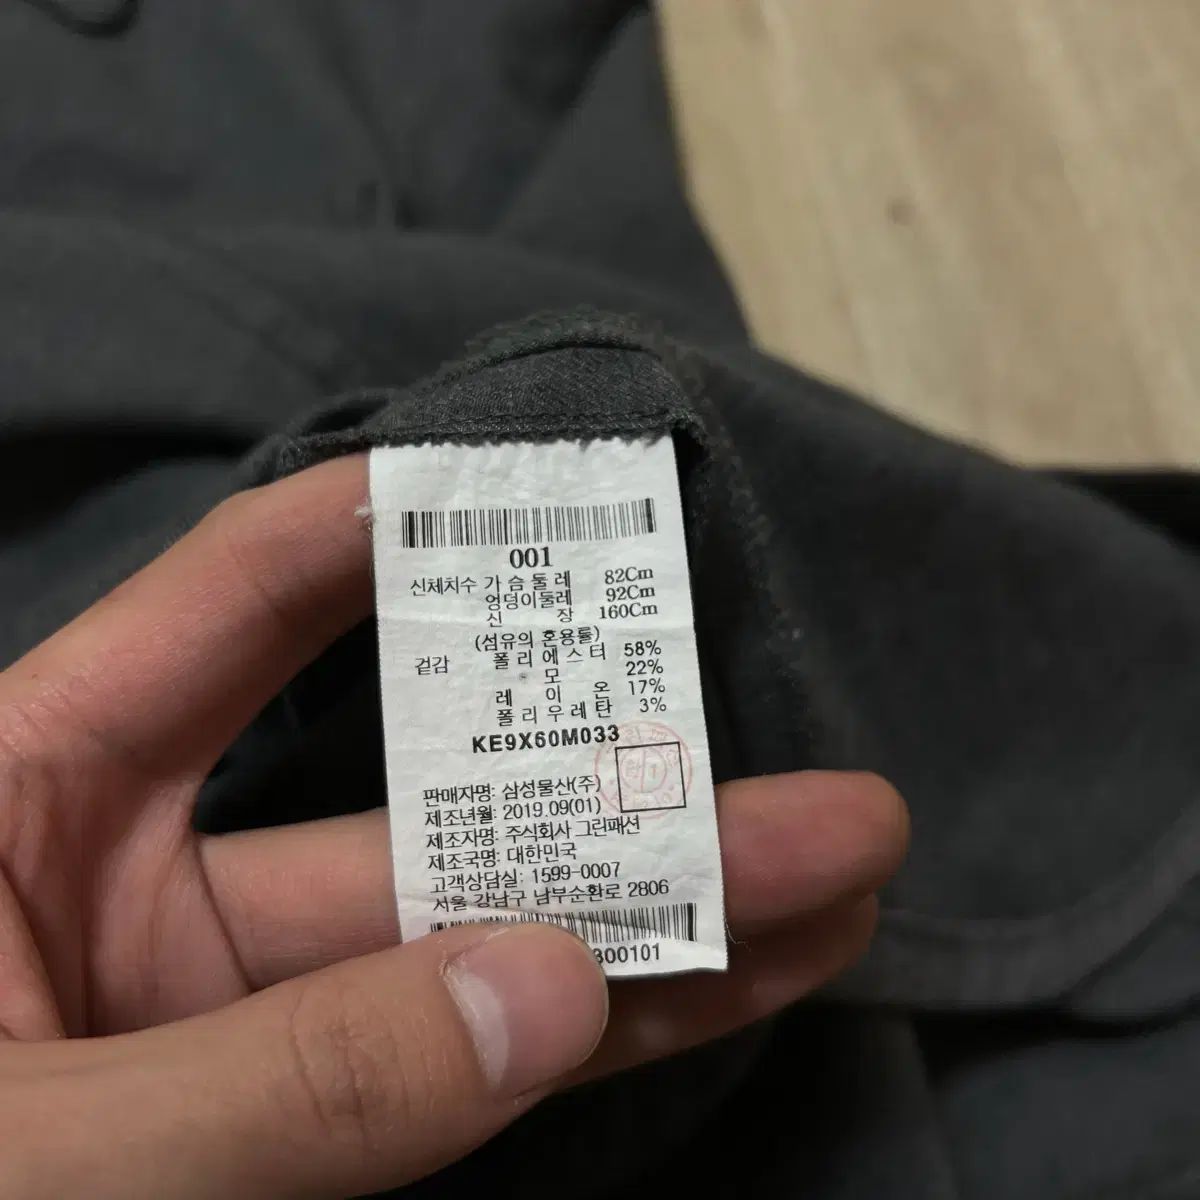 001
신체치수 가슴둘레 82Cm
엉덩이둘레 92Cm
신 장 160Cm
(섬유의 혼용률)
겉감 폴리에스터 58%
모 22%
레 이 온 17%
폴리우레탄 3%
KE9X60M033
판매자명: 삼성물산(주)
제조년월: 2019.09(01)
제조자명: 주식회사 그린패션
제조국명: 대한민국
고객상담실: 1599-0007
서울 강남구 남부순환로 2806
300101